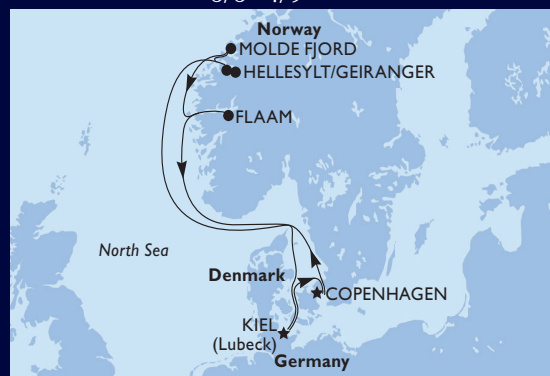 Norway
MOLDE FJORD
HELLESYLT/GEIRANGER
FLAAM
North Sea
Denmark
COPENHAGEN
KIEL
(Lubeck)
Germany